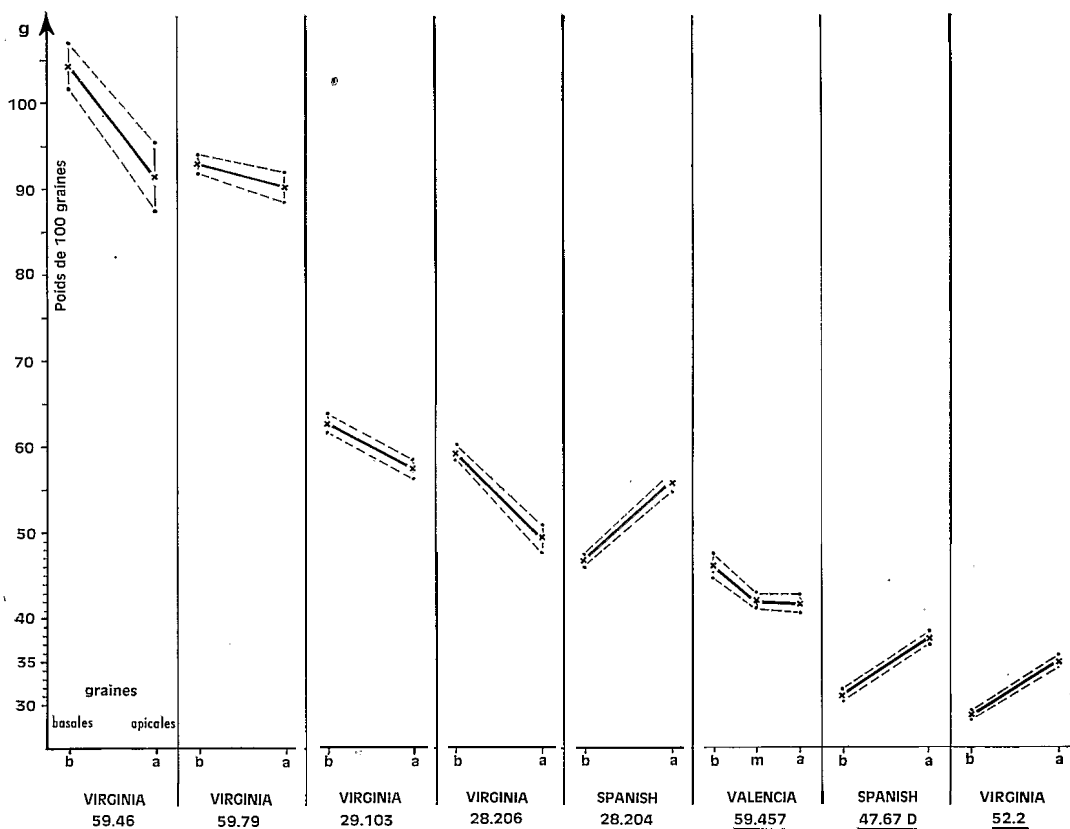 g
100
90
80
70
60
50
40
35
30
Poids de 100 graines
graines
basales apicales
b a b a b a b a b a b m a b a b a
VIRGINIA VIRGINIA VIRGINIA VIRGINIA SPANISH VALENCIA SPANISH VIRGINIA
59.46 59.79 29.103 28.206 28.204 59.457 47.67 D 52.2